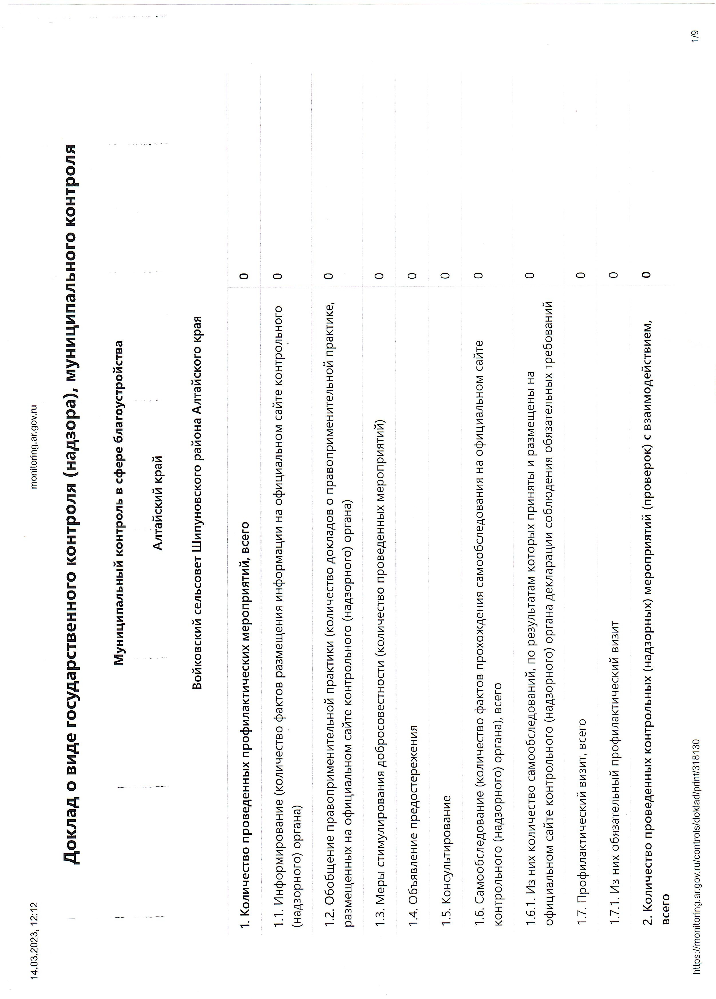 14.03.2023, 12:12
monitoring.ar.gov.ru
Доклад о виде государственного контроля (надзора), муниципального контроля
Муниципальный контроль в сфере благоустройства
Алтайский край
Войковский сельсовет Шипуновского района Алтайского края
1. Количество проведенных профилактических мероприятий, всего 0
1.1. Информирование (количество фактов размещения информации на официальном сайте контрольного 0
(надзорного) органа)
1.2. Обобщение правоприменительной практики (количество докладов о правоприменительной практике, 0
размещенных на официальном сайте контрольного (надзорного) органа)
1.3. Меры стимулирования добросовестности (количество проведенных мероприятий) 0
1.4. Объявление предостережения 0
1.5. Консультирование 0
1.6. Самообследование (количество фактов прохождения самообследования на официальном сайте 0
контрольного (надзорного) органа), всего
1.6.1. Из них количество самообследований, по результатам которых приняты и размещены на 0
официальном сайте контрольного (надзорного) органа декларации соблюдения обязательных требований
1.7. Профилактический визит, всего 0
1.7.1. Из них обязательный профилактический визит 0
2. Количество проведенных контрольных (надзорных) мероприятий (проверок) с взаимодействием, 0
всего
https://monitoring.ar.gov.ru/controls/doklad/print/318130
1/9